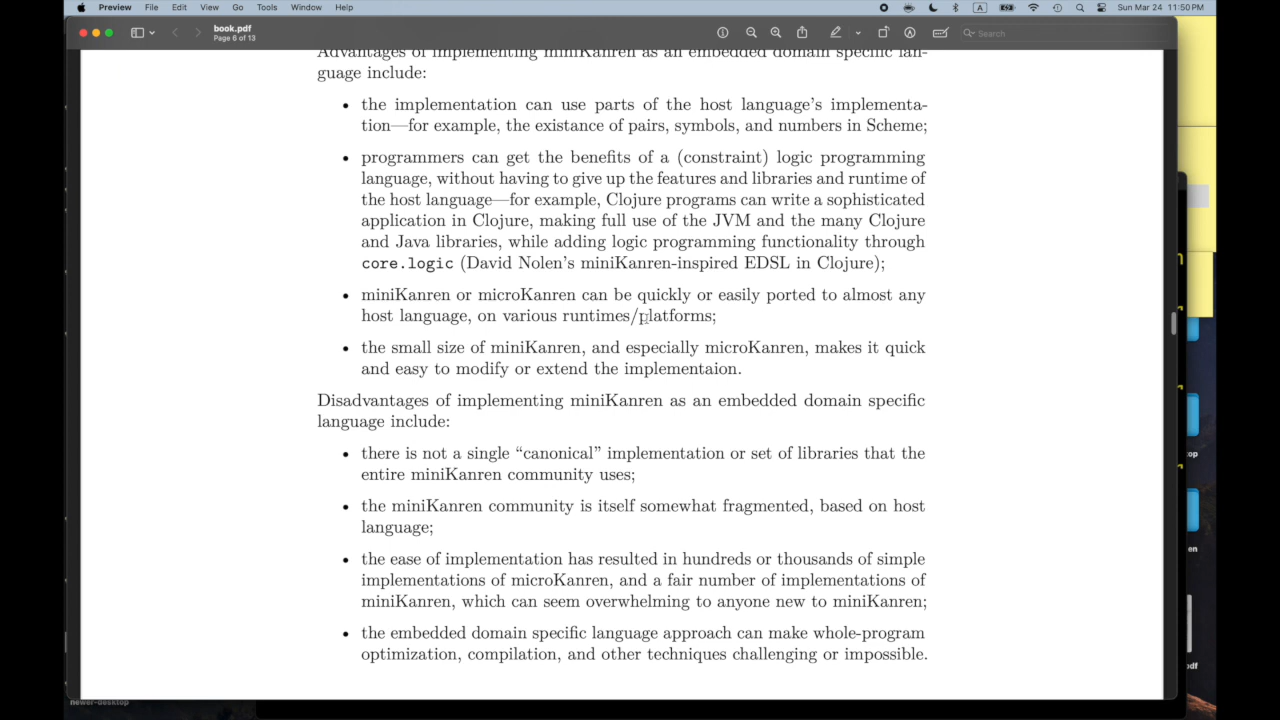 Preview File Edit View Go Tools Window Help
Sun Mar 24 11:50 PM
book.pdf
Page 6 of 13
Search
Advantages of implementing miniKanren as an embedded domain specific lan-
guage include:
• the implementation can use parts of the host language's implementa-
tion—for example, the existance of pairs, symbols, and numbers in Scheme;
• programmers can get the benefits of a (constraint) logic programming
language, without having to give up the features and libraries and runtime of
the host language—for example, Clojure programs can write a sophisticated
application in Clojure, making full use of the JVM and the many Clojure
and Java libraries, while adding logic programming functionality through
core.logic (David Nolen's miniKanren-inspired EDSL in Clojure);
• miniKanren or microKanren can be quickly or easily ported to almost any
host language, on various runtimes/platforms;
• the small size of miniKanren, and especially microKanren, makes it quick
and easy to modify or extend the implementaion.
Disadvantages of implementing miniKanren as an embedded domain specific
language include:
• there is not a single “canonical” implementation or set of libraries that the
entire miniKanren community uses;
• the miniKanren community is itself somewhat fragmented, based on host
language;
• the ease of implementation has resulted in hundreds or thousands of simple
implementations of microKanren, and a fair number of implementations of
miniKanren, which can seem overwhelming to anyone new to miniKanren;
• the embedded domain specific language approach can make whole-program
optimization, compilation, and other techniques challenging or impossible.
newer-desktop